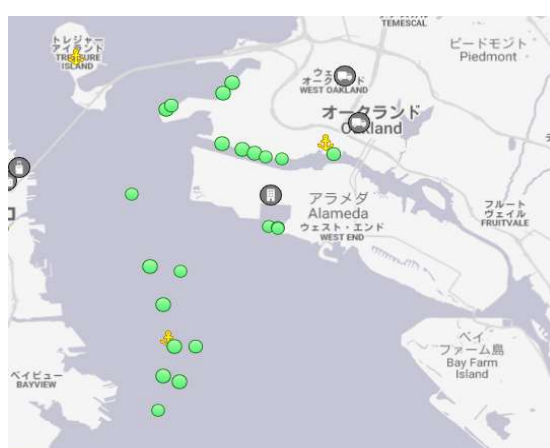 TEMESCAL
ピードモント
Piedmont
トレジャー
アイランド
TREASURE
ISLAND
WEST OAKLAND
オークランド
Oakland
アラメダ
Alameda
ウェスト・エンド
WEST END
フルート
ヴェイル
FRUITVALE
ベイ
ファーム島
Bay Farm
Island
ベイビュー
BAYVIEW